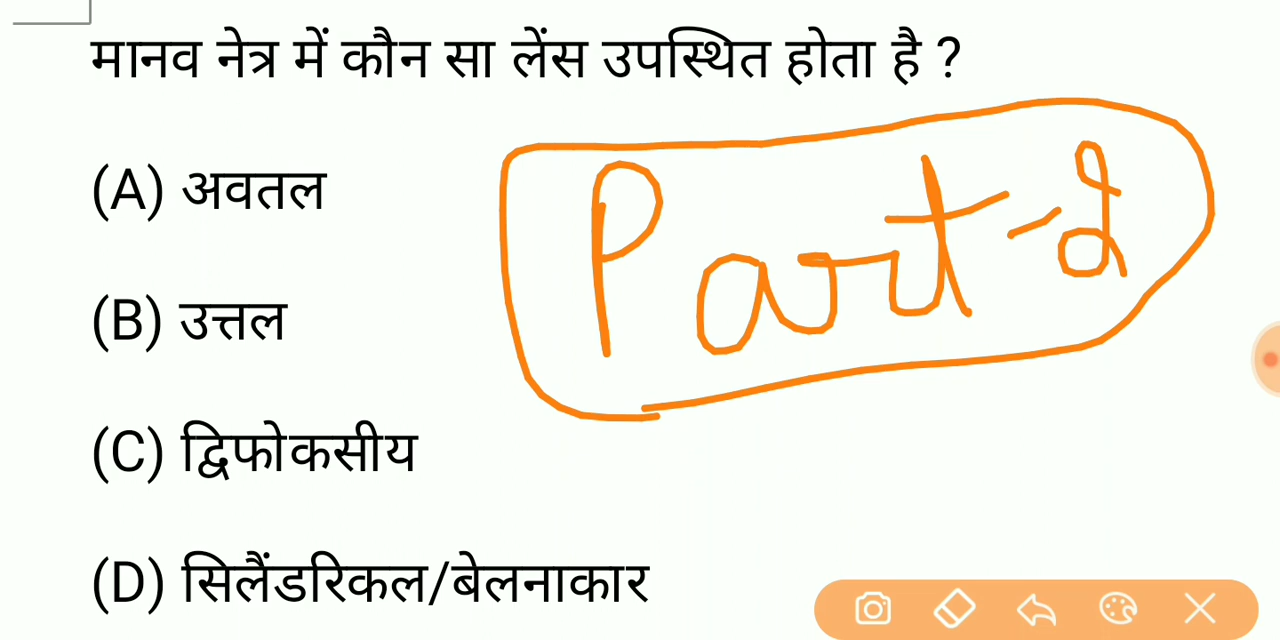 मानव नेत्र में कौन सा लेंस उपस्थित होता है ?
(A) अवतल
Part-2
(B) उत्तल
(C) द्विफोकसीय
(D) सिलैंडरिकल/बेलनाकार